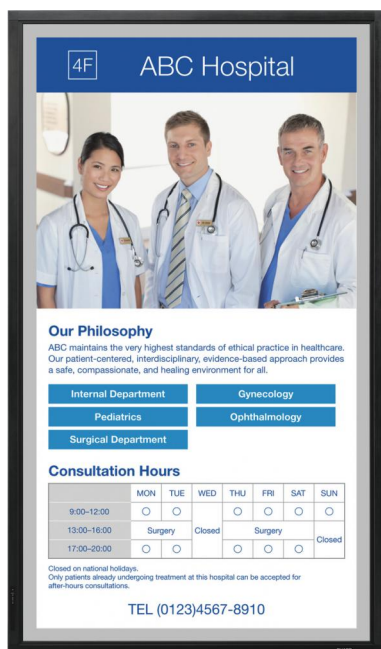 4F ABC Hospital
Our Philosophy
ABC maintains the very highest standards of ethical practice in healthcare.
Our patient-centered, interdisciplinary, evidence-based approach provides
a safe, compassionate, and healing environment for all.
Internal Department Gynecology
Pediatrics Ophthalmology
Surgical Department
Consultation Hours
MON TUE WED THU FRI SAT SUN
9:00–12:00 ○ ○ ○ ○ ○ ○
13:00–16:00 Surgery Closed Surgery Closed
17:00–20:00 ○ ○ ○ ○ ○
Closed on national holidays.
Only patients already undergoing treatment at this hospital can be accepted for
after-hours consultations.
TEL (0123)4567-8910